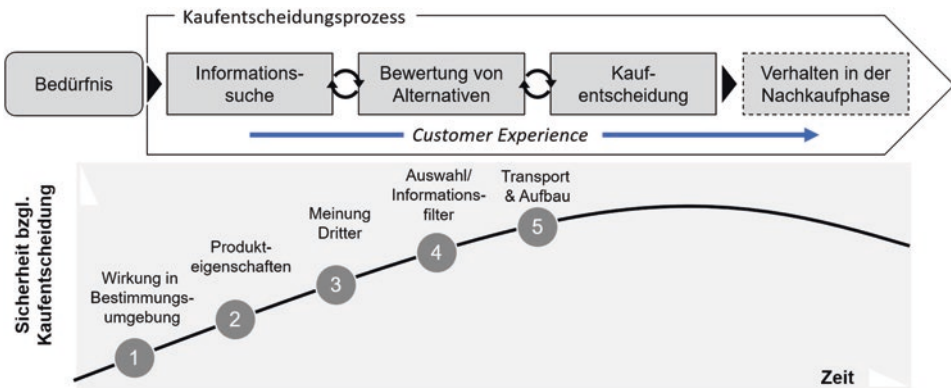 Kaufentscheidungsprozess
Bedürfnis
Informations-
suche
Bewertung von
Alternativen
Kauf-
entscheidung
Verhalten in der
Nachkaufphase
Customer Experience
Sicherheit bzgl.
Kaufentscheidung
Wirkung in
Bestimmungs-
umgebung
1
Produkt-
eigenschaften
2
Meinung
Dritter
3
Auswahl/
Informations-
filter
4
Transport
& Aufbau
5
Zeit